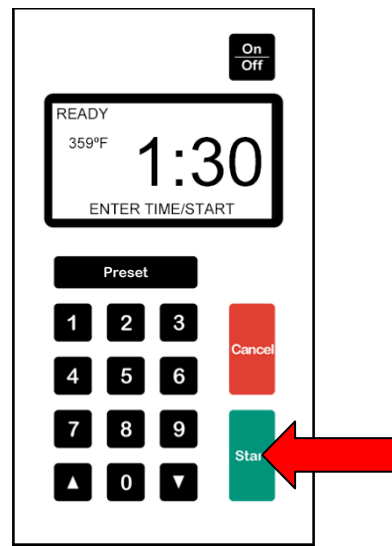 On
Off
READY
359ºF
1:30
ENTER TIME/START
Preset
1 2 3
Cancel
4 5 6
7 8 9
Star
▲ 0 ▼